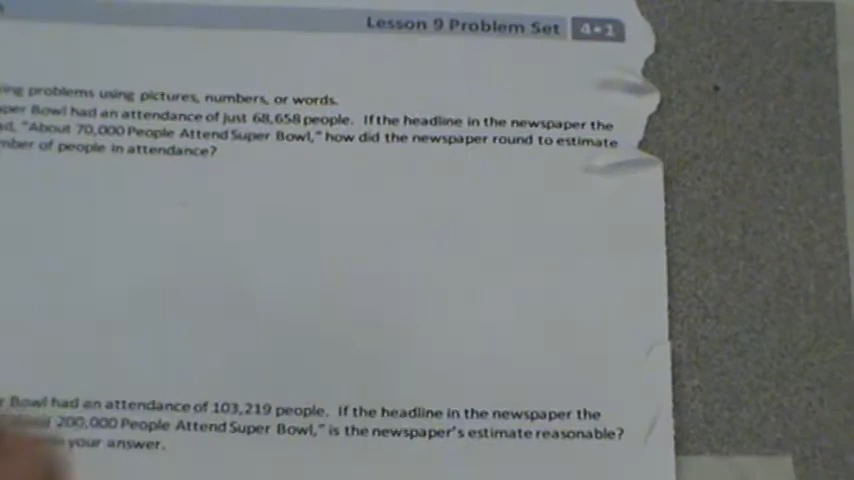 Lesson 9 Problem Set 4•1
ing problems using pictures, numbers, or words.
per Bowl had an attendance of just 68,658 people. If the headline in the newspaper the
d, "About 70,000 People Attend Super Bowl," how did the newspaper round to estimate
mber of people in attendance?
r Bowl had an attendance of 103,219 people. If the headline in the newspaper the
200,000 People Attend Super Bowl," is the newspaper's estimate reasonable?
your answer.